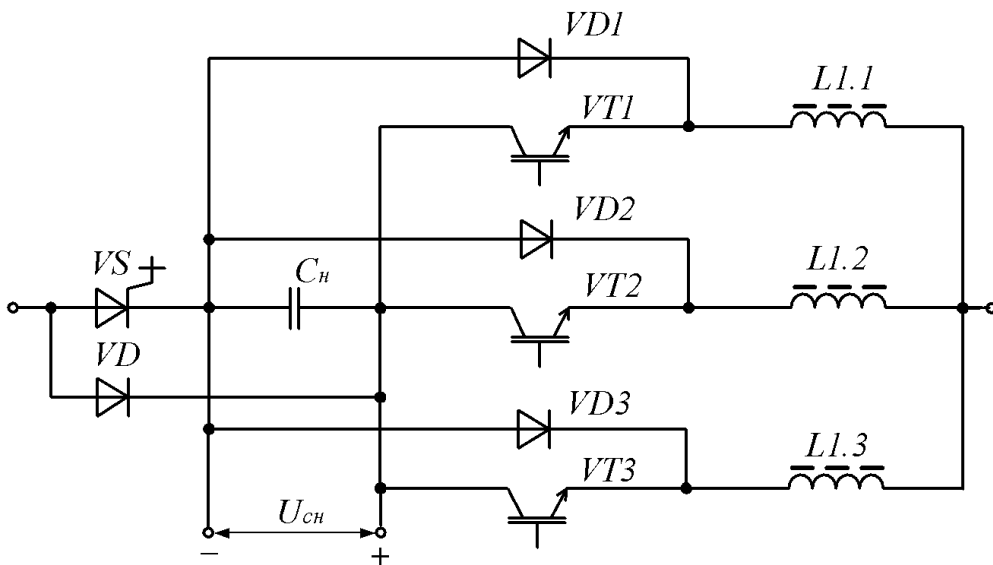 VD1
L1.1
VT1
VD2
VS
Cн
L1.2
VT2
VD
VD3
L1.3
VT3
Uсн
− +